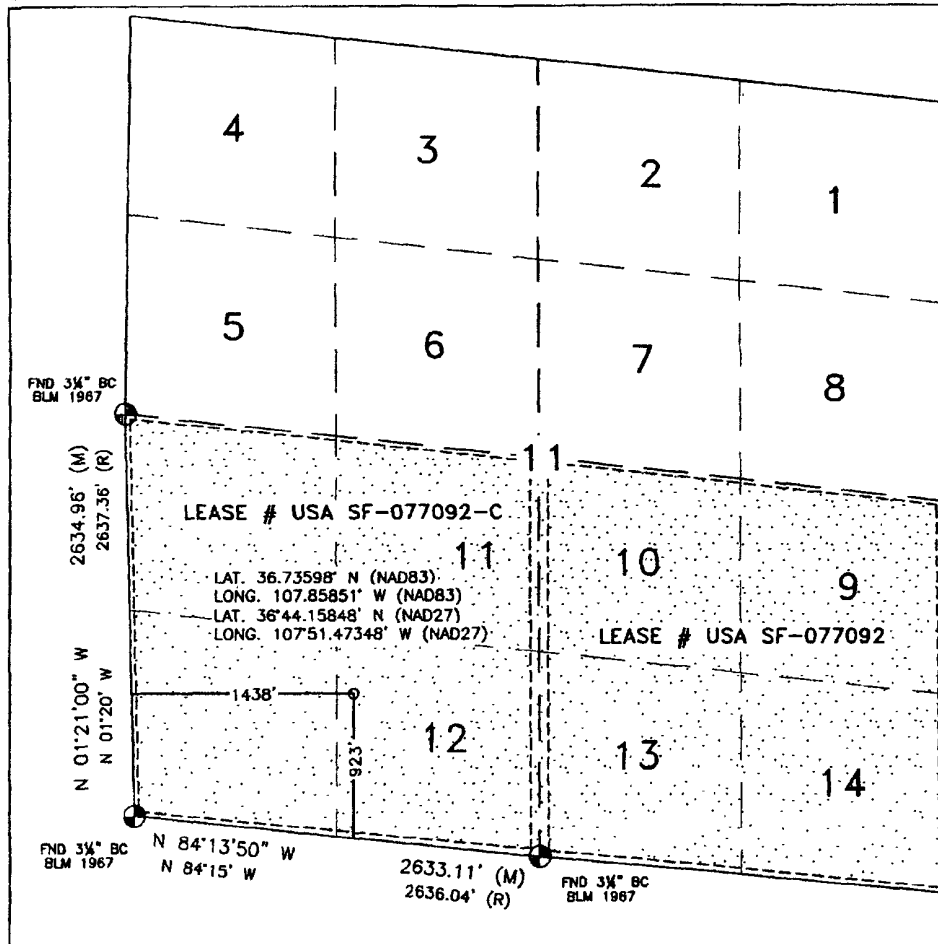 4
3
2
1
5
6
7
8
FND 3¼" BC
BLM 1967
2634.96' (M)
2637.36' (R)
11
LEASE # USA SF-077092-C
11
10
9
LAT. 36.73598° N (NAD83)
LONG. 107.85851° W (NAD83)
LAT. 36°44.15848' N (NAD27)
LONG. 107°51.47348' W (NAD27)
LEASE # USA SF-077092
N 01°21'00" W
N 01°20' W
1438'
923'
12
13
14
FND 3¼" BC
BLM 1967
N 84°13'50" W
N 84°15' W
2633.11' (M)
2636.04' (R)
FND 3¼" BC
BLM 1967